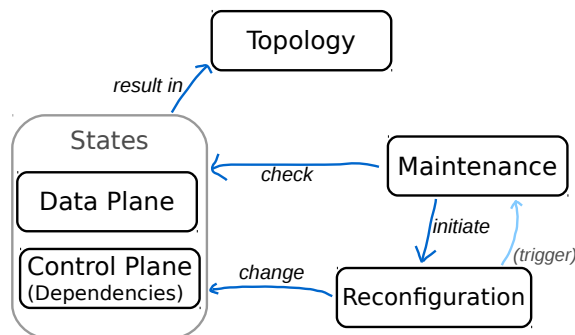 Topology
result in
States
Data Plane
Control Plane
(Dependencies)
check
Maintenance
initiate
(trigger)
change
Reconfiguration